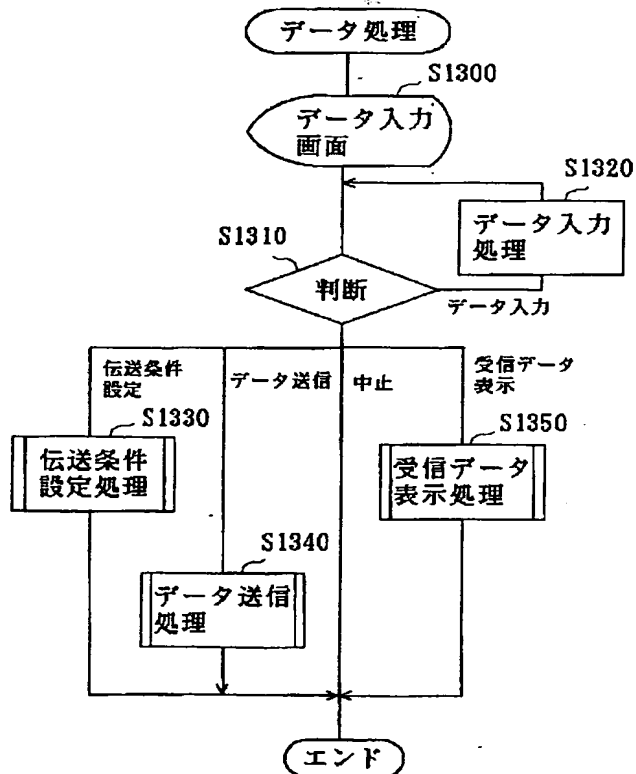 データ処理
S1300
データ入力
画面
S1320
データ入力
処理
S1310
判断
データ入力
伝送条件
設定
データ送信
中止
受信データ
表示
S1330
伝送条件
設定処理
S1350
受信データ
表示処理
S1340
データ送信
処理
エンド